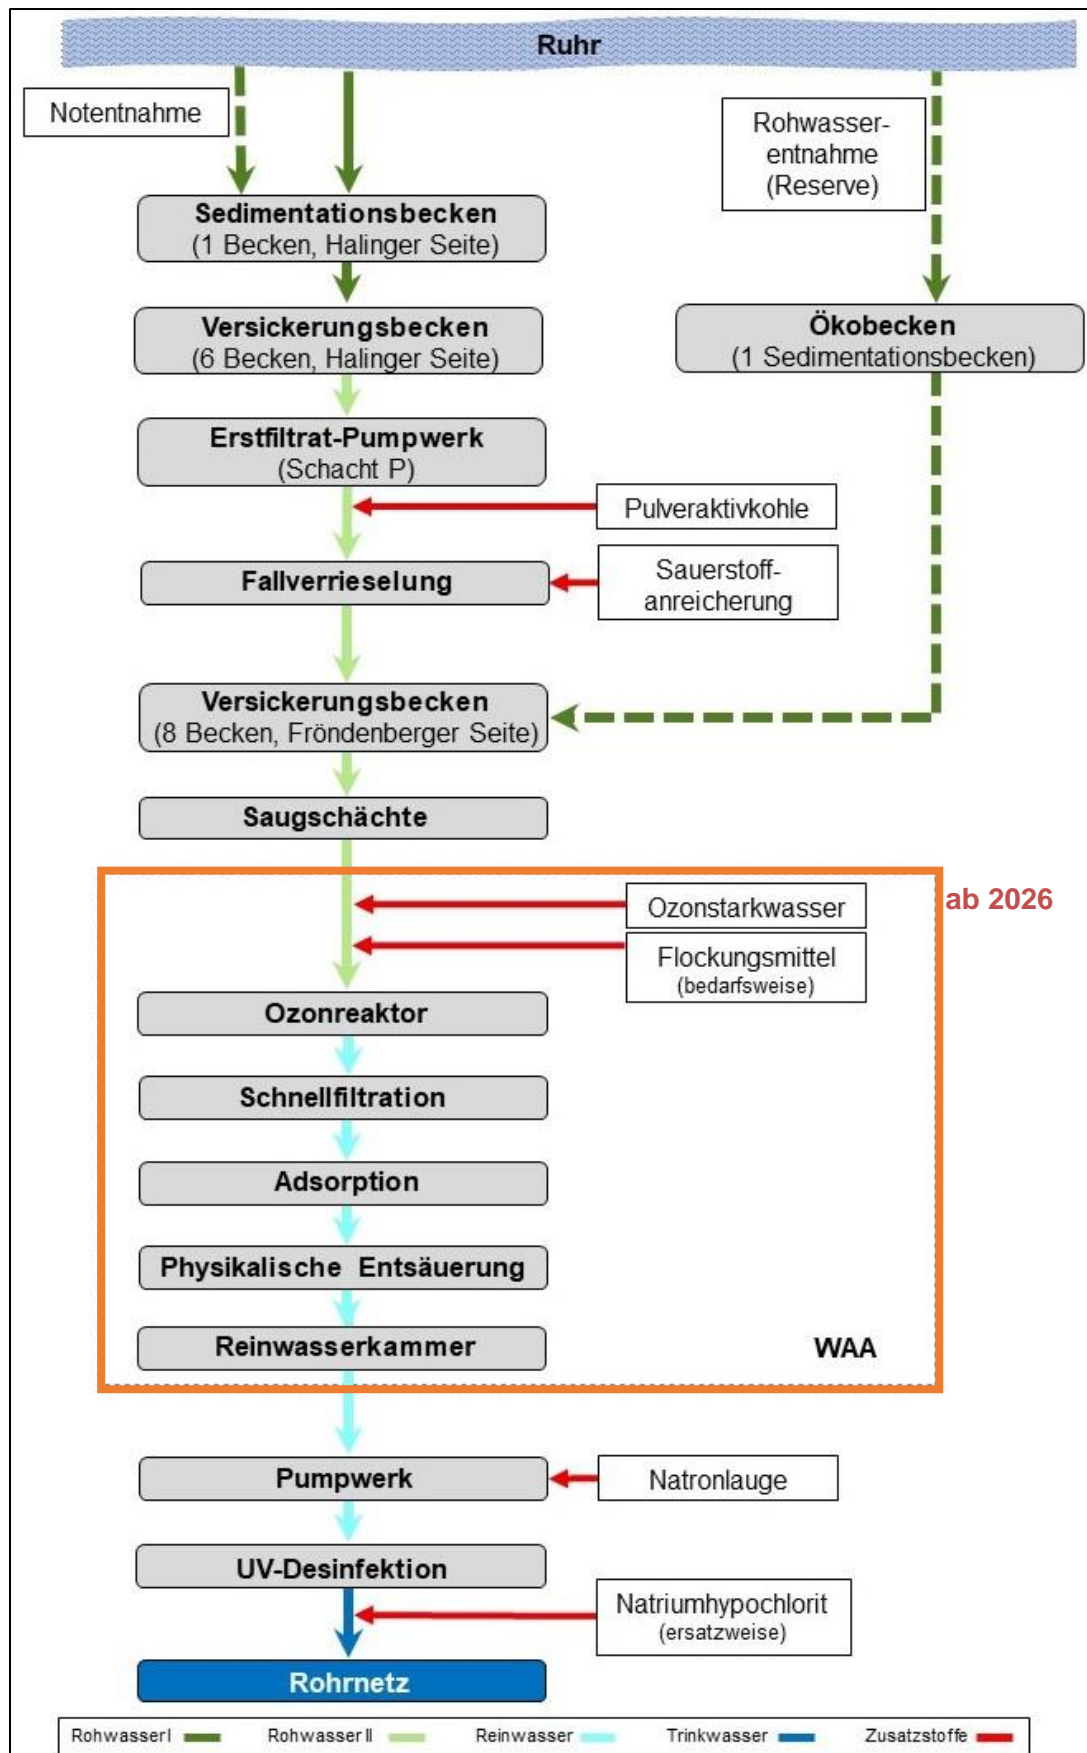 Ruhr
Notentnahme
Rohwasser-
entnahme
(Reserve)
Sedimentationsbecken
(1 Becken, Halinger Seite)
Versickerungsbecken
(6 Becken, Halinger Seite)
Ökobecken
(1 Sedimentationsbecken)
Erstfiltrat-Pumpwerk
(Schacht P)
Pulveraktivkohle
Fallverrieselung
Sauerstoff-
anreicherung
Versickerungsbecken
(8 Becken, Fröndenberger Seite)
Saugschächte
ab 2026
Ozonstarkwasser
Flockungsmittel
(bedarfsweise)
Ozonreaktor
Schnellfiltration
Adsorption
Physikalische Entsäuerung
Reinwasserkammer
WAA
Pumpwerk
Natronlauge
UV-Desinfektion
Natriumhypochlorit
(ersatzweise)
Rohrnetz
Rohwasser I Rohwasser II Reinwasser Trinkwasser Zusatzstoffe